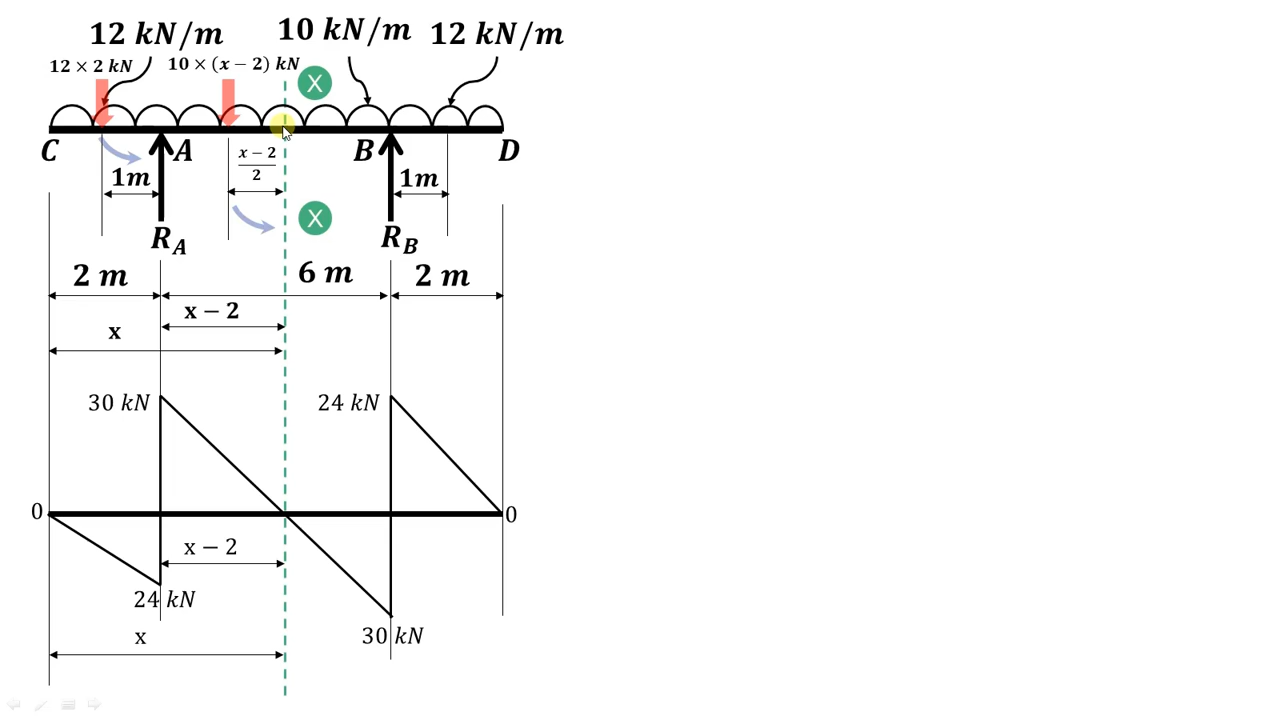 12 kN/m 10 kN/m 12 kN/m
12 × 2 kN 10 × (x − 2) kN X
C A B D
x − 2
2
1m 1m
X
R_A R_B
2 m 6 m 2 m
x − 2
x
30 kN 24 kN
0 0
x − 2
24 kN
x 30 kN